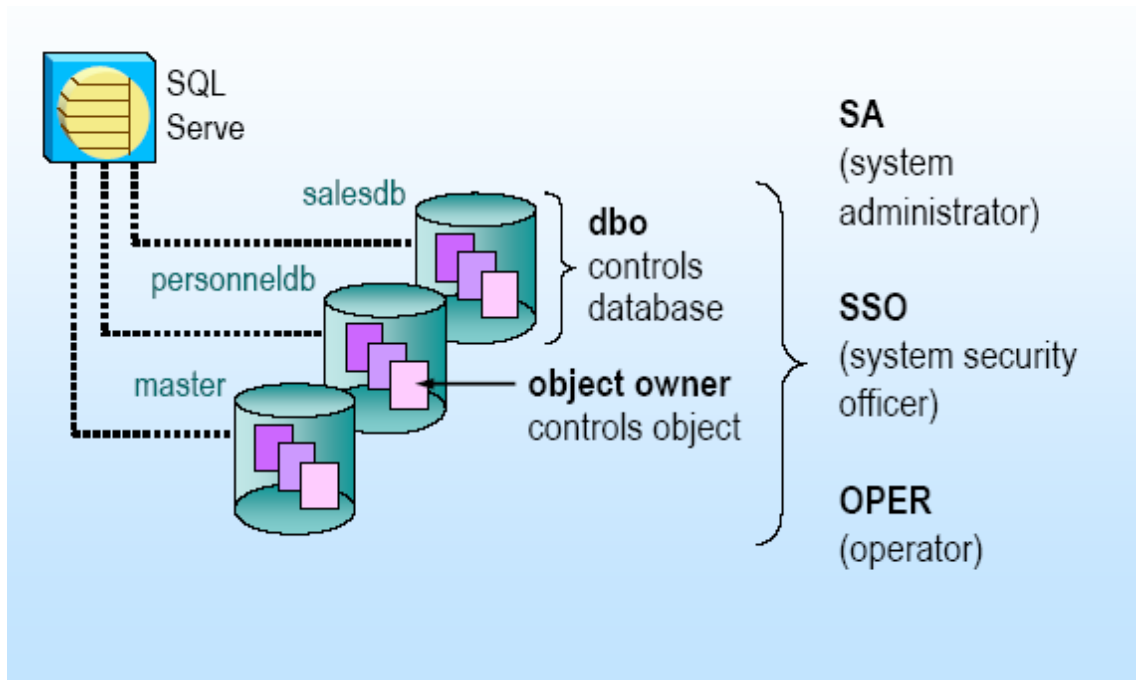 SQL
Serve
salesdb
personneldb
master
dbo
controls
database
object owner
controls object
SA
(system
administrator)
SSO
(system security
officer)
OPER
(operator)